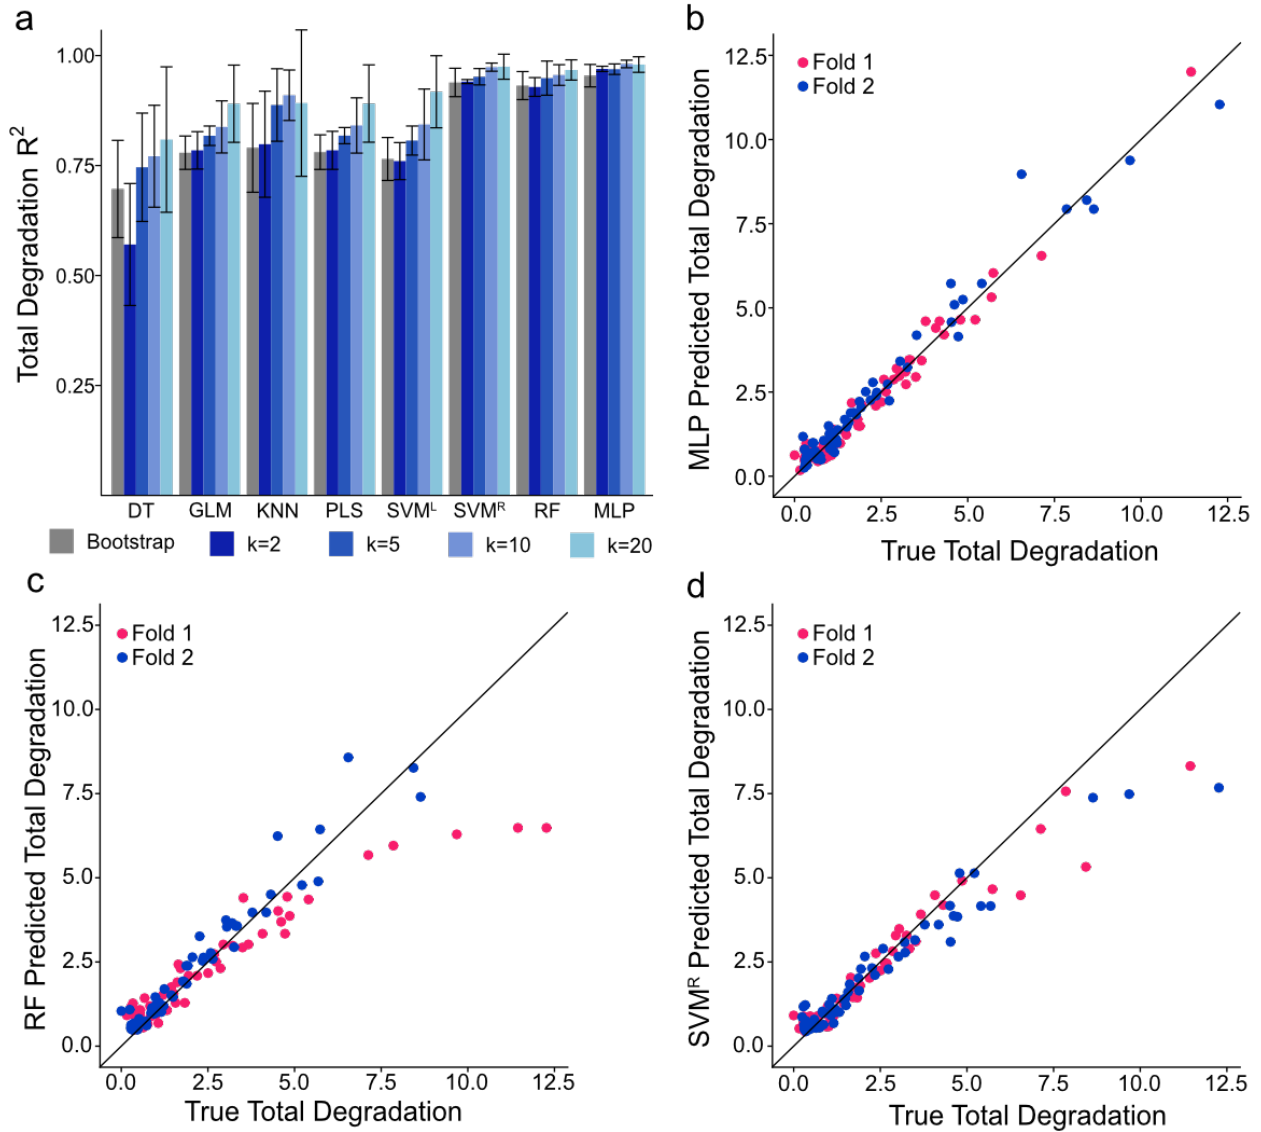 a
Total Degradation R²
1.00
0.75
0.50
0.25
DT GLM KNN PLS SVMᴸ SVMᴿ RF MLP
Bootstrap k=2 k=5 k=10 k=20
b
MLP Predicted Total Degradation
Fold 1
Fold 2
12.5
10.0
7.5
5.0
2.5
0.0
0.0 2.5 5.0 7.5 10.0 12.5
True Total Degradation
c
RF Predicted Total Degradation
Fold 1
Fold 2
12.5
10.0
7.5
5.0
2.5
0.0
0.0 2.5 5.0 7.5 10.0 12.5
True Total Degradation
d
SVMᴿ Predicted Total Degradation
Fold 1
Fold 2
12.5
10.0
7.5
5.0
2.5
0.0
0.0 2.5 5.0 7.5 10.0 12.5
True Total Degradation